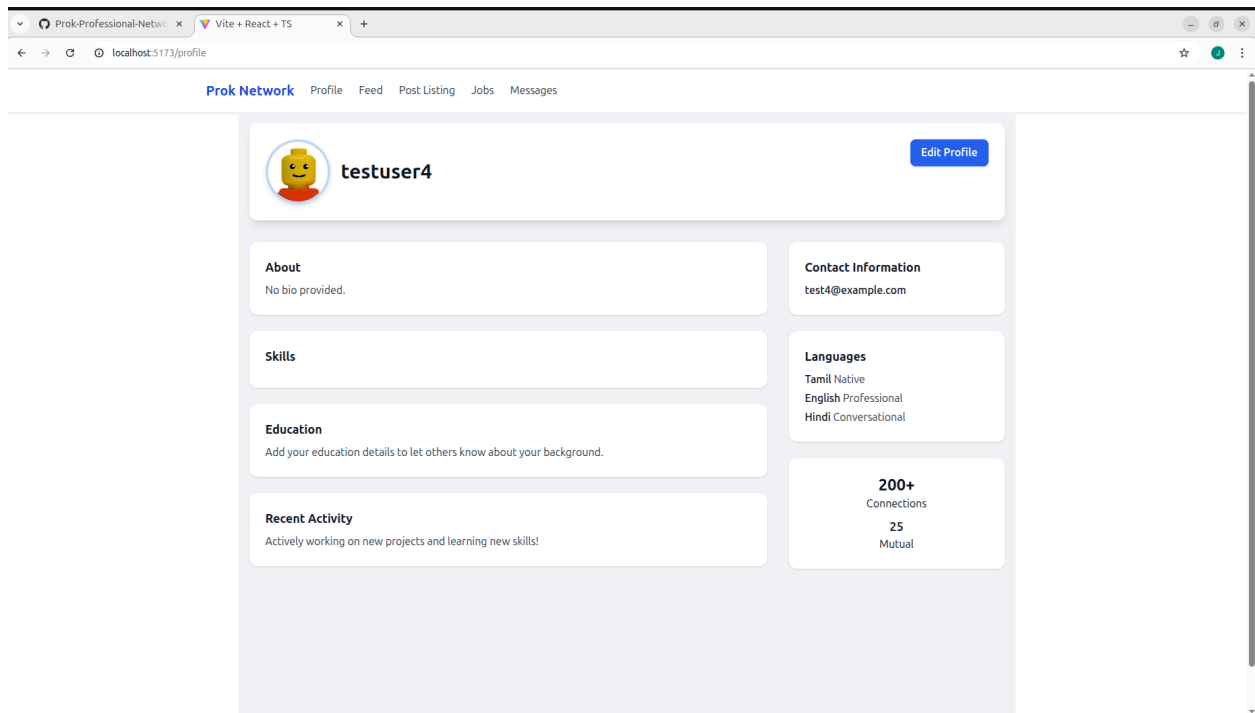 Prok-Professional-Netwo
Vite + React + TS
localhost:5173/profile
J
Prok Network Profile Feed Post Listing Jobs Messages
testuser4
Edit Profile
About
No bio provided.
Skills
Education
Add your education details to let others know about your background.
Recent Activity
Actively working on new projects and learning new skills!
Contact Information
test4@example.com
Languages
Tamil Native
English Professional
Hindi Conversational
200+
Connections
25
Mutual